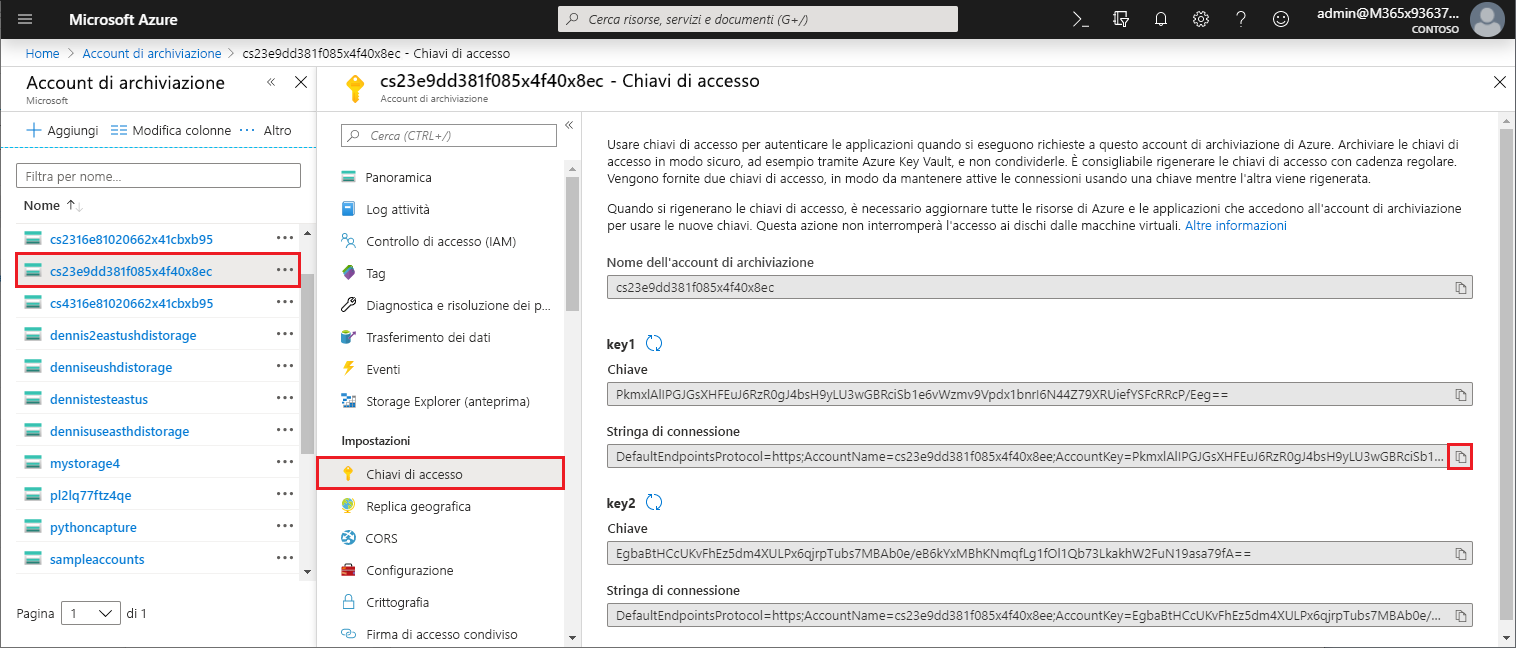 Microsoft Azure
Cerca risorse, servizi e documenti (G+/)
admin@M365x93637...
CONTOSO
Home > Account di archiviazione > cs23e9dd381f085x4f40x8ec - Chiavi di accesso
Account di archiviazione
Microsoft
Aggiungi
Modifica colonne
Altro
Filtra per nome...
Nome
cs2316e81020662x41cbxb95
cs23e9dd381f085x4f40x8ec
cs4316e81020662x41cbxb95
dennis2eastushdistorage
denniseushdistorage
dennistesteastus
dennisuseasthdistorage
mystorage4
pl2lq77ftz4qe
pythoncapture
sampleaccounts
Pagina 1 di 1
cs23e9dd381f085x4f40x8ec - Chiavi di accesso
Account di archiviazione
Cerca (CTRL+/)
Panoramica
Log attività
Controllo di accesso (IAM)
Tag
Diagnostica e risoluzione dei p...
Trasferimento dei dati
Eventi
Storage Explorer (anteprima)
Impostazioni
Chiavi di accesso
Replica geografica
CORS
Configurazione
Crittografia
Firma di accesso condiviso
Usare chiavi di accesso per autenticare le applicazioni quando si eseguono richieste a questo account di archiviazione di Azure. Archiviare le chiavi di
accesso in modo sicuro, ad esempio tramite Azure Key Vault, e non condividerle. È consigliabile rigenerare le chiavi di accesso con cadenza regolare.
Vengono fornite due chiavi di accesso, in modo da mantenere attive le connessioni usando una chiave mentre l'altra viene rigenerata.
Quando si rigenerano le chiavi di accesso, è necessario aggiornare tutte le risorse di Azure e le applicazioni che accedono all'account di archiviazione
per usare le nuove chiavi. Questa azione non interromperà l'accesso ai dischi dalle macchine virtuali. Altre informazioni
Nome dell'account di archiviazione
cs23e9dd381f085x4f40x8ec
key1
Chiave
PkmxlAlIPGJGsXHFEuJ6RzR0gJ4bsH9yLU3wGBRciSb1e6vWzmv9Vpdx1bnrI6N44Z79XRUiefYSFcRRcP/Eeg==
Stringa di connessione
DefaultEndpointsProtocol=https;AccountName=cs23e9dd381f085x4f40x8ee;AccountKey=PkmxlAlIPGJGsXHFEuJ6RzR0gJ4bsH9yLU3wGBRciSb1...
key2
Chiave
EgbaBtHCcUKvFhEz5dm4XULPx6qjrpTubs7MBAb0e/eB6kYxMBhKNmqfLg1fOl1Qb73LkakhW2FuN19asa79fA==
Stringa di connessione
DefaultEndpointsProtocol=https;AccountName=cs23e9dd381f085x4f40x8ee;AccountKey=EgbaBtHCcUKvFhEz5dm4XULPx6qjrpTubs7MBAb0e/...